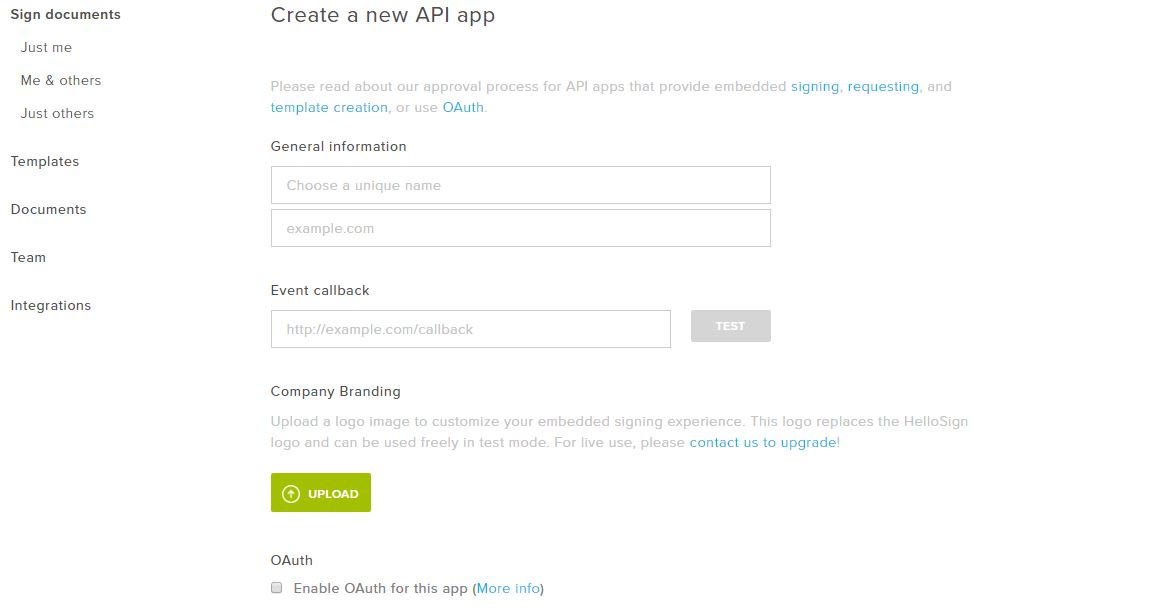 Sign documents
Just me
Me & others
Just others
Templates
Documents
Team
Integrations
Create a new API app
Please read about our approval process for API apps that provide embedded signing, requesting, and
template creation, or use OAuth.
General information
Choose a unique name
example.com
Event callback
http://example.com/callback
TEST
Company Branding
Upload a logo image to customize your embedded signing experience. This logo replaces the HelloSign
logo and can be used freely in test mode. For live use, please contact us to upgrade!
UPLOAD
OAuth
Enable OAuth for this app (More info)